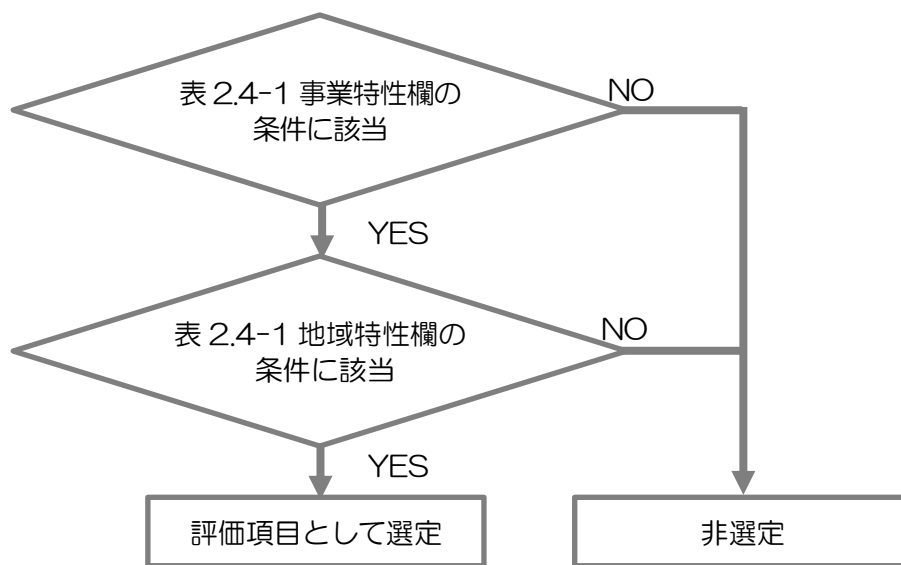 表 2.4-1 事業特性欄の
条件に該当
NO
YES
表 2.4-1 地域特性欄の
条件に該当
NO
YES
評価項目として選定
非選定